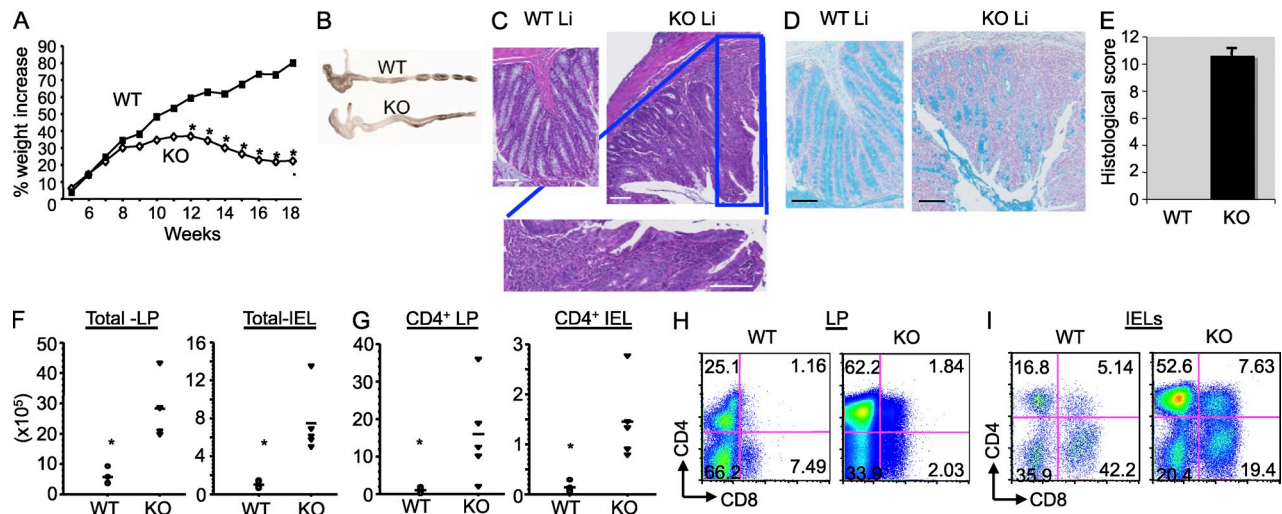 A
% weight increase
90
80
70
60
50
40
30
20
10
0
WT
KO
* * * * * * *
6 8 10 12 14 16 18
Weeks
B
WT
KO
C
WT Li
KO Li
D
WT Li
KO Li
E
Histological score
12
10
8
6
4
2
0
WT KO
F
Total -LP
(x10⁵)
50
40
30
20
10
0
*
WT KO
Total-IEL
16
12
8
4
0
*
WT KO
G
CD4⁺ LP
40
30
20
10
0
*
WT KO
CD4⁺ IEL
3
2
1
0
*
WT KO
H
LP
WT
KO
25.1 1.16
66.2 7.49
62.2 1.84
33.9 2.03
CD4
CD8
I
IELs
WT
KO
16.8 5.14
35.9 42.2
52.6 7.63
20.4 19.4
CD4
CD8